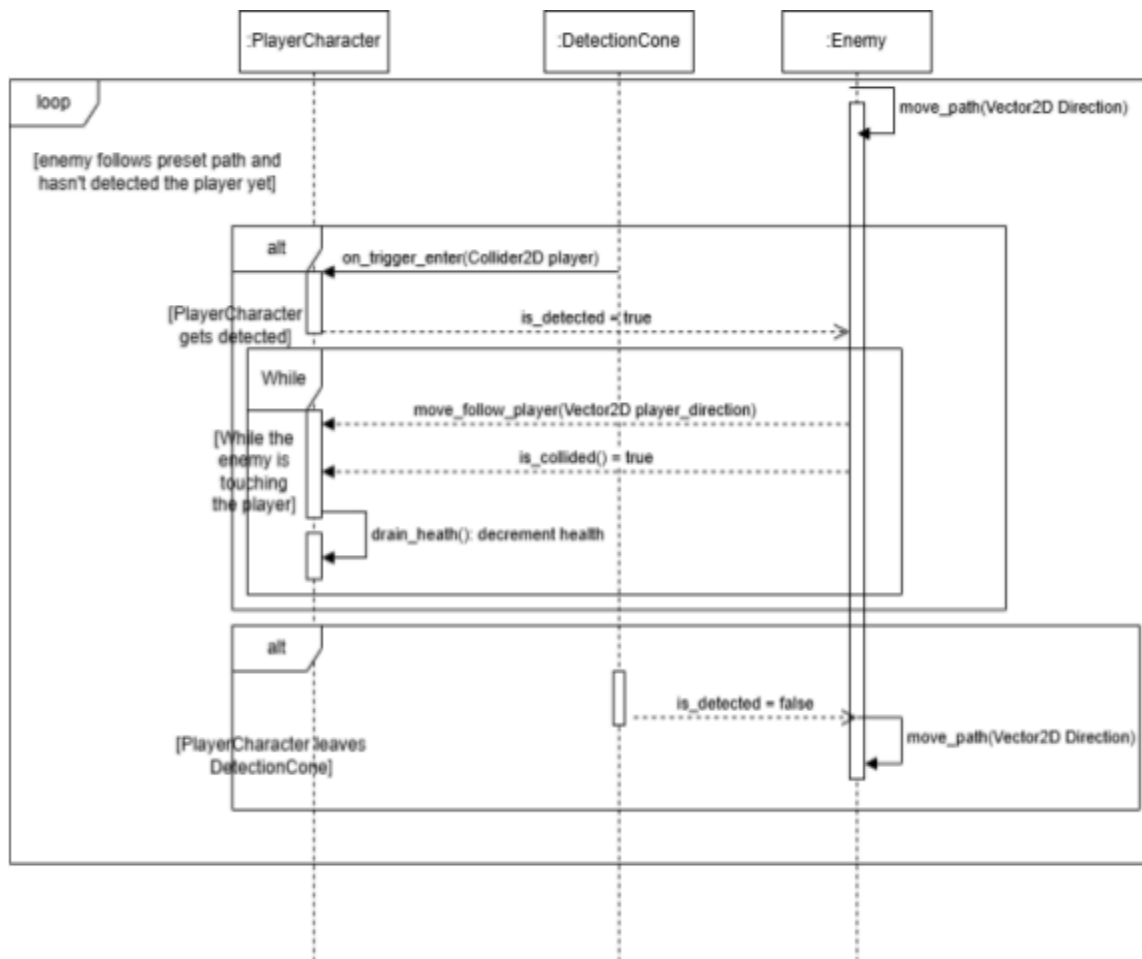 :PlayerCharacter
:DetectionCone
:Enemy
loop
move_path(Vector2D Direction)
[enemy follows preset path and
hasn't detected the player yet]
alt
on_trigger_enter(Collider2D player)
[PlayerCharacter
gets detected]
is_detected = true
While
move_follow_player(Vector2D player_direction)
[While the
enemy is
touching
the player]
is_collided() = true
drain_heath(): decrement health
alt
is_detected = false
move_path(Vector2D Direction)
[PlayerCharacter leaves
DetectionCone]